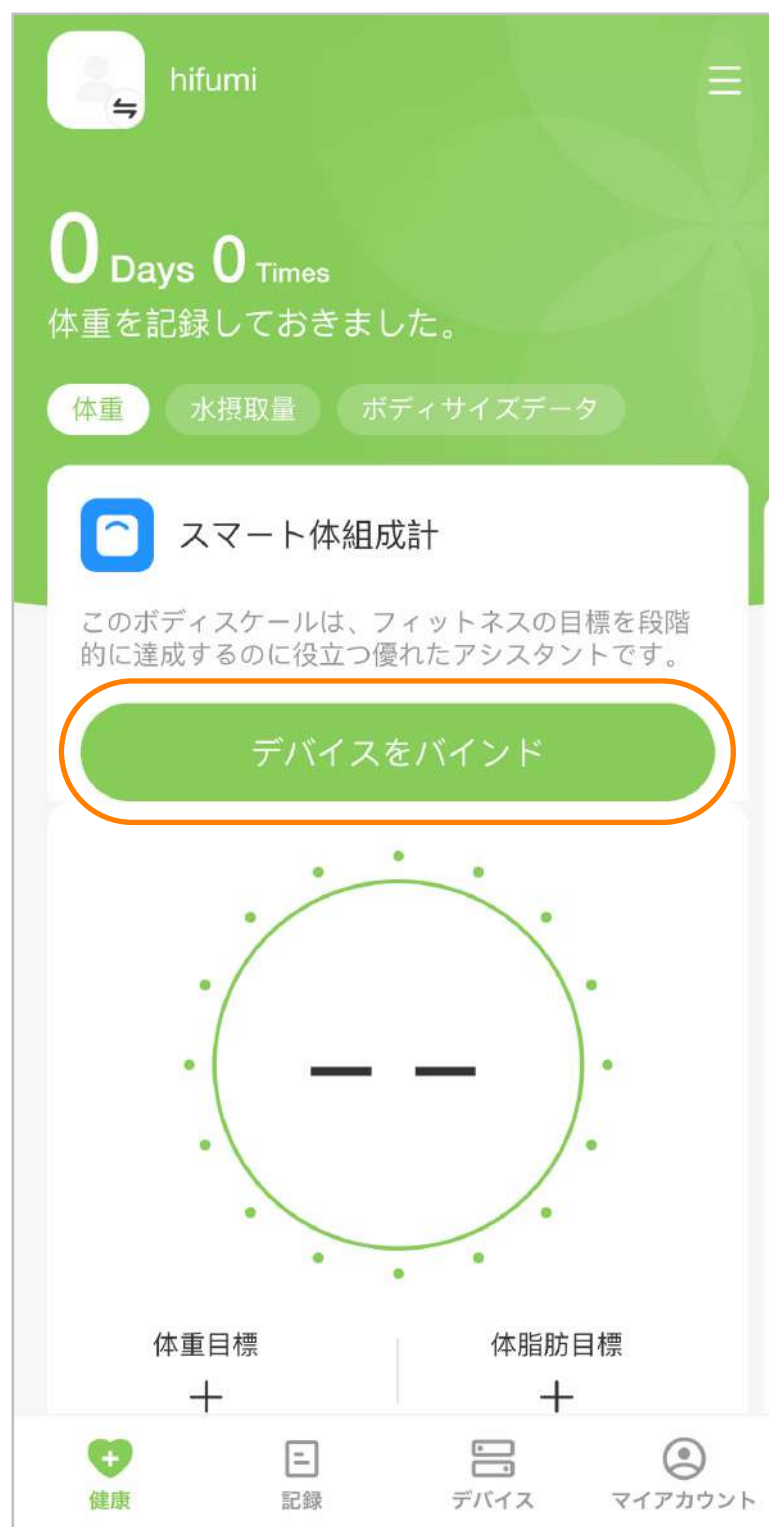 hifumi
0 Days 0 Times
体重を記録しておきました。
体重 水摂取量 ボディサイズデータ
スマート体組成計
このボディスケールは、フィットネスの目標を段階
的に達成するのに役立つ優れたアシスタントです。
デバイスをバインド
体重目標 体脂肪目標
健康 記録 デバイス マイアカウント